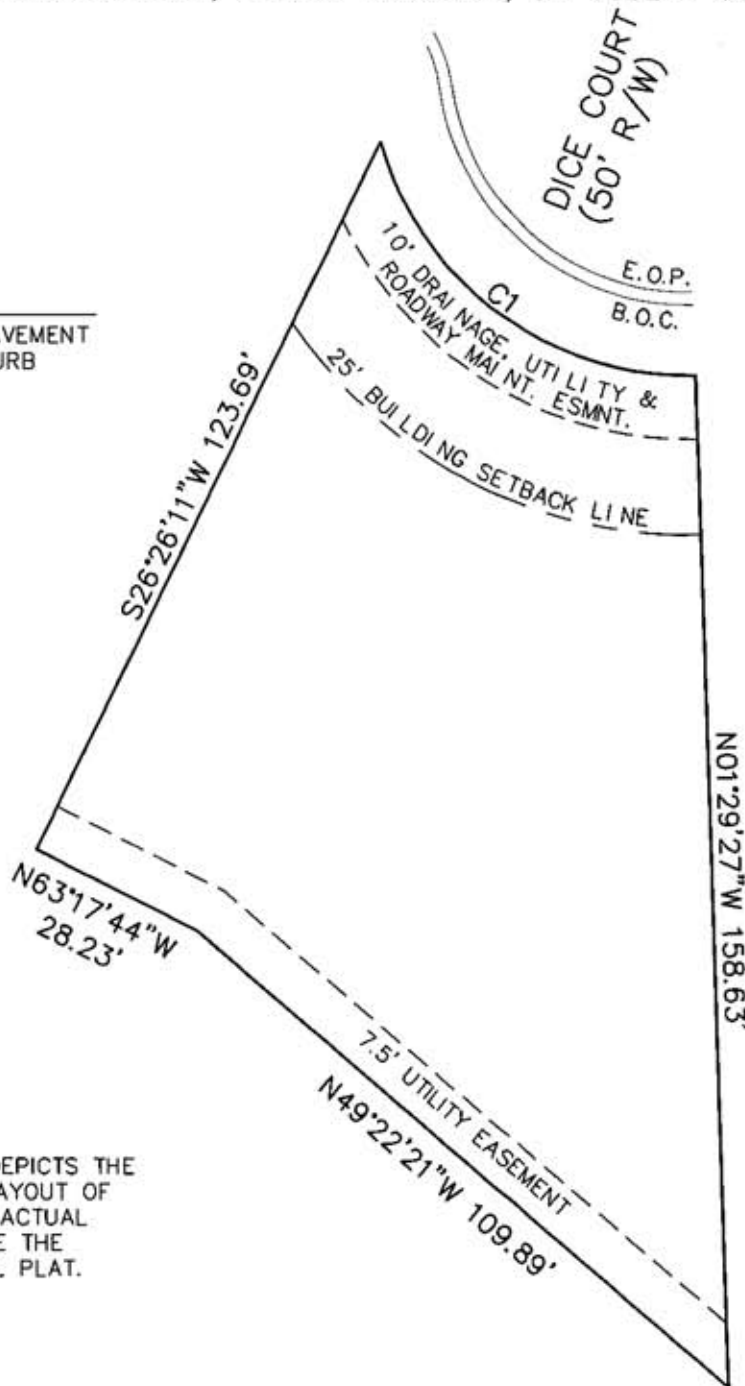 DICE COURT
(50' R/W)
E.O.P.
B.O.C.
C1
10' DRAINAGE, UTILITY &
ROADWAY MAINT. ESMNT.
25' BUILDING SETBACK LINE
VEMENT
URB
S26°26'11"W 123.69'
N01°29'27"W 158.63'
N63°17'44"W
28.23'
7.5' UTILITY EASEMENT
N49°22'21"W 109.89'
EPICTS THE
AYOUT OF
ACTUAL
E THE
L PLAT.